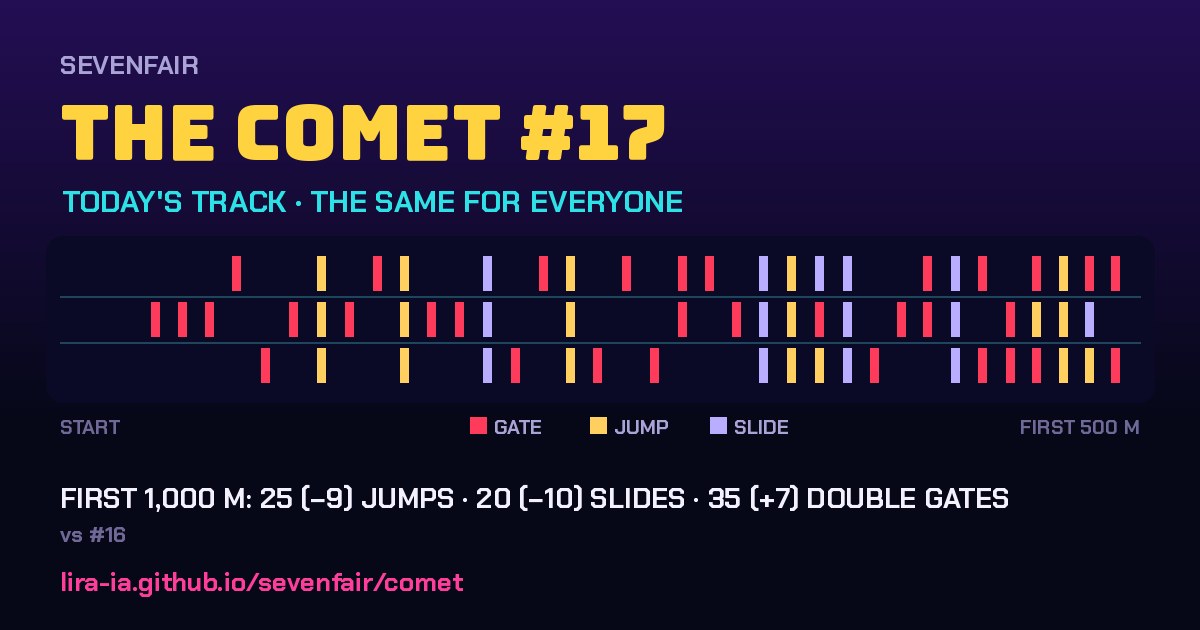 SEVENFAIR
THE COMET #17
TODAY'S TRACK · THE SAME FOR EVERYONE
START GATE JUMP SLIDE FIRST 500 M
FIRST 1,000 M: 25 (−9) JUMPS · 20 (−10) SLIDES · 35 (+7) DOUBLE GATES
vs #16
lira-ia.github.io/sevenfair/comet